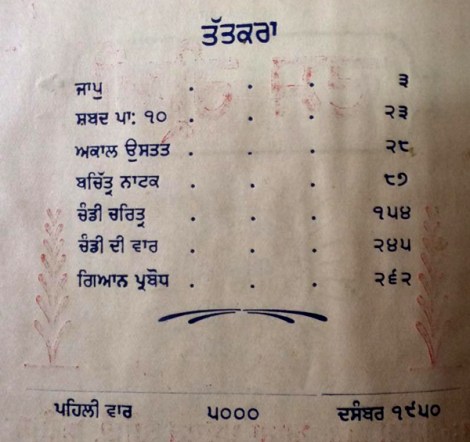 ਤੱਤਕਰਾ
ਜਾਪੁ . . . ੩
ਸ਼ਬਦ ਪਾ: ੧੦ . . . ੨੩
ਅਕਾਲ ਉਸਤਤ . . . ੨੮
ਬਚਿੱਤ੍ਰ ਨਾਟਕ . . . ੮੭
ਚੰਡੀ ਚਰਿਤ੍ਰ . . . ੧੫੪
ਚੰਡੀ ਦੀ ਵਾਰ . . . ੨੪੫
ਗਿਆਨ ਪ੍ਰਬੋਧ . . . ੨੬੨
ਪਹਿਲੀ ਵਾਰ ੫੦੦੦ ਦਸੰਬਰ ੧੯੫੦